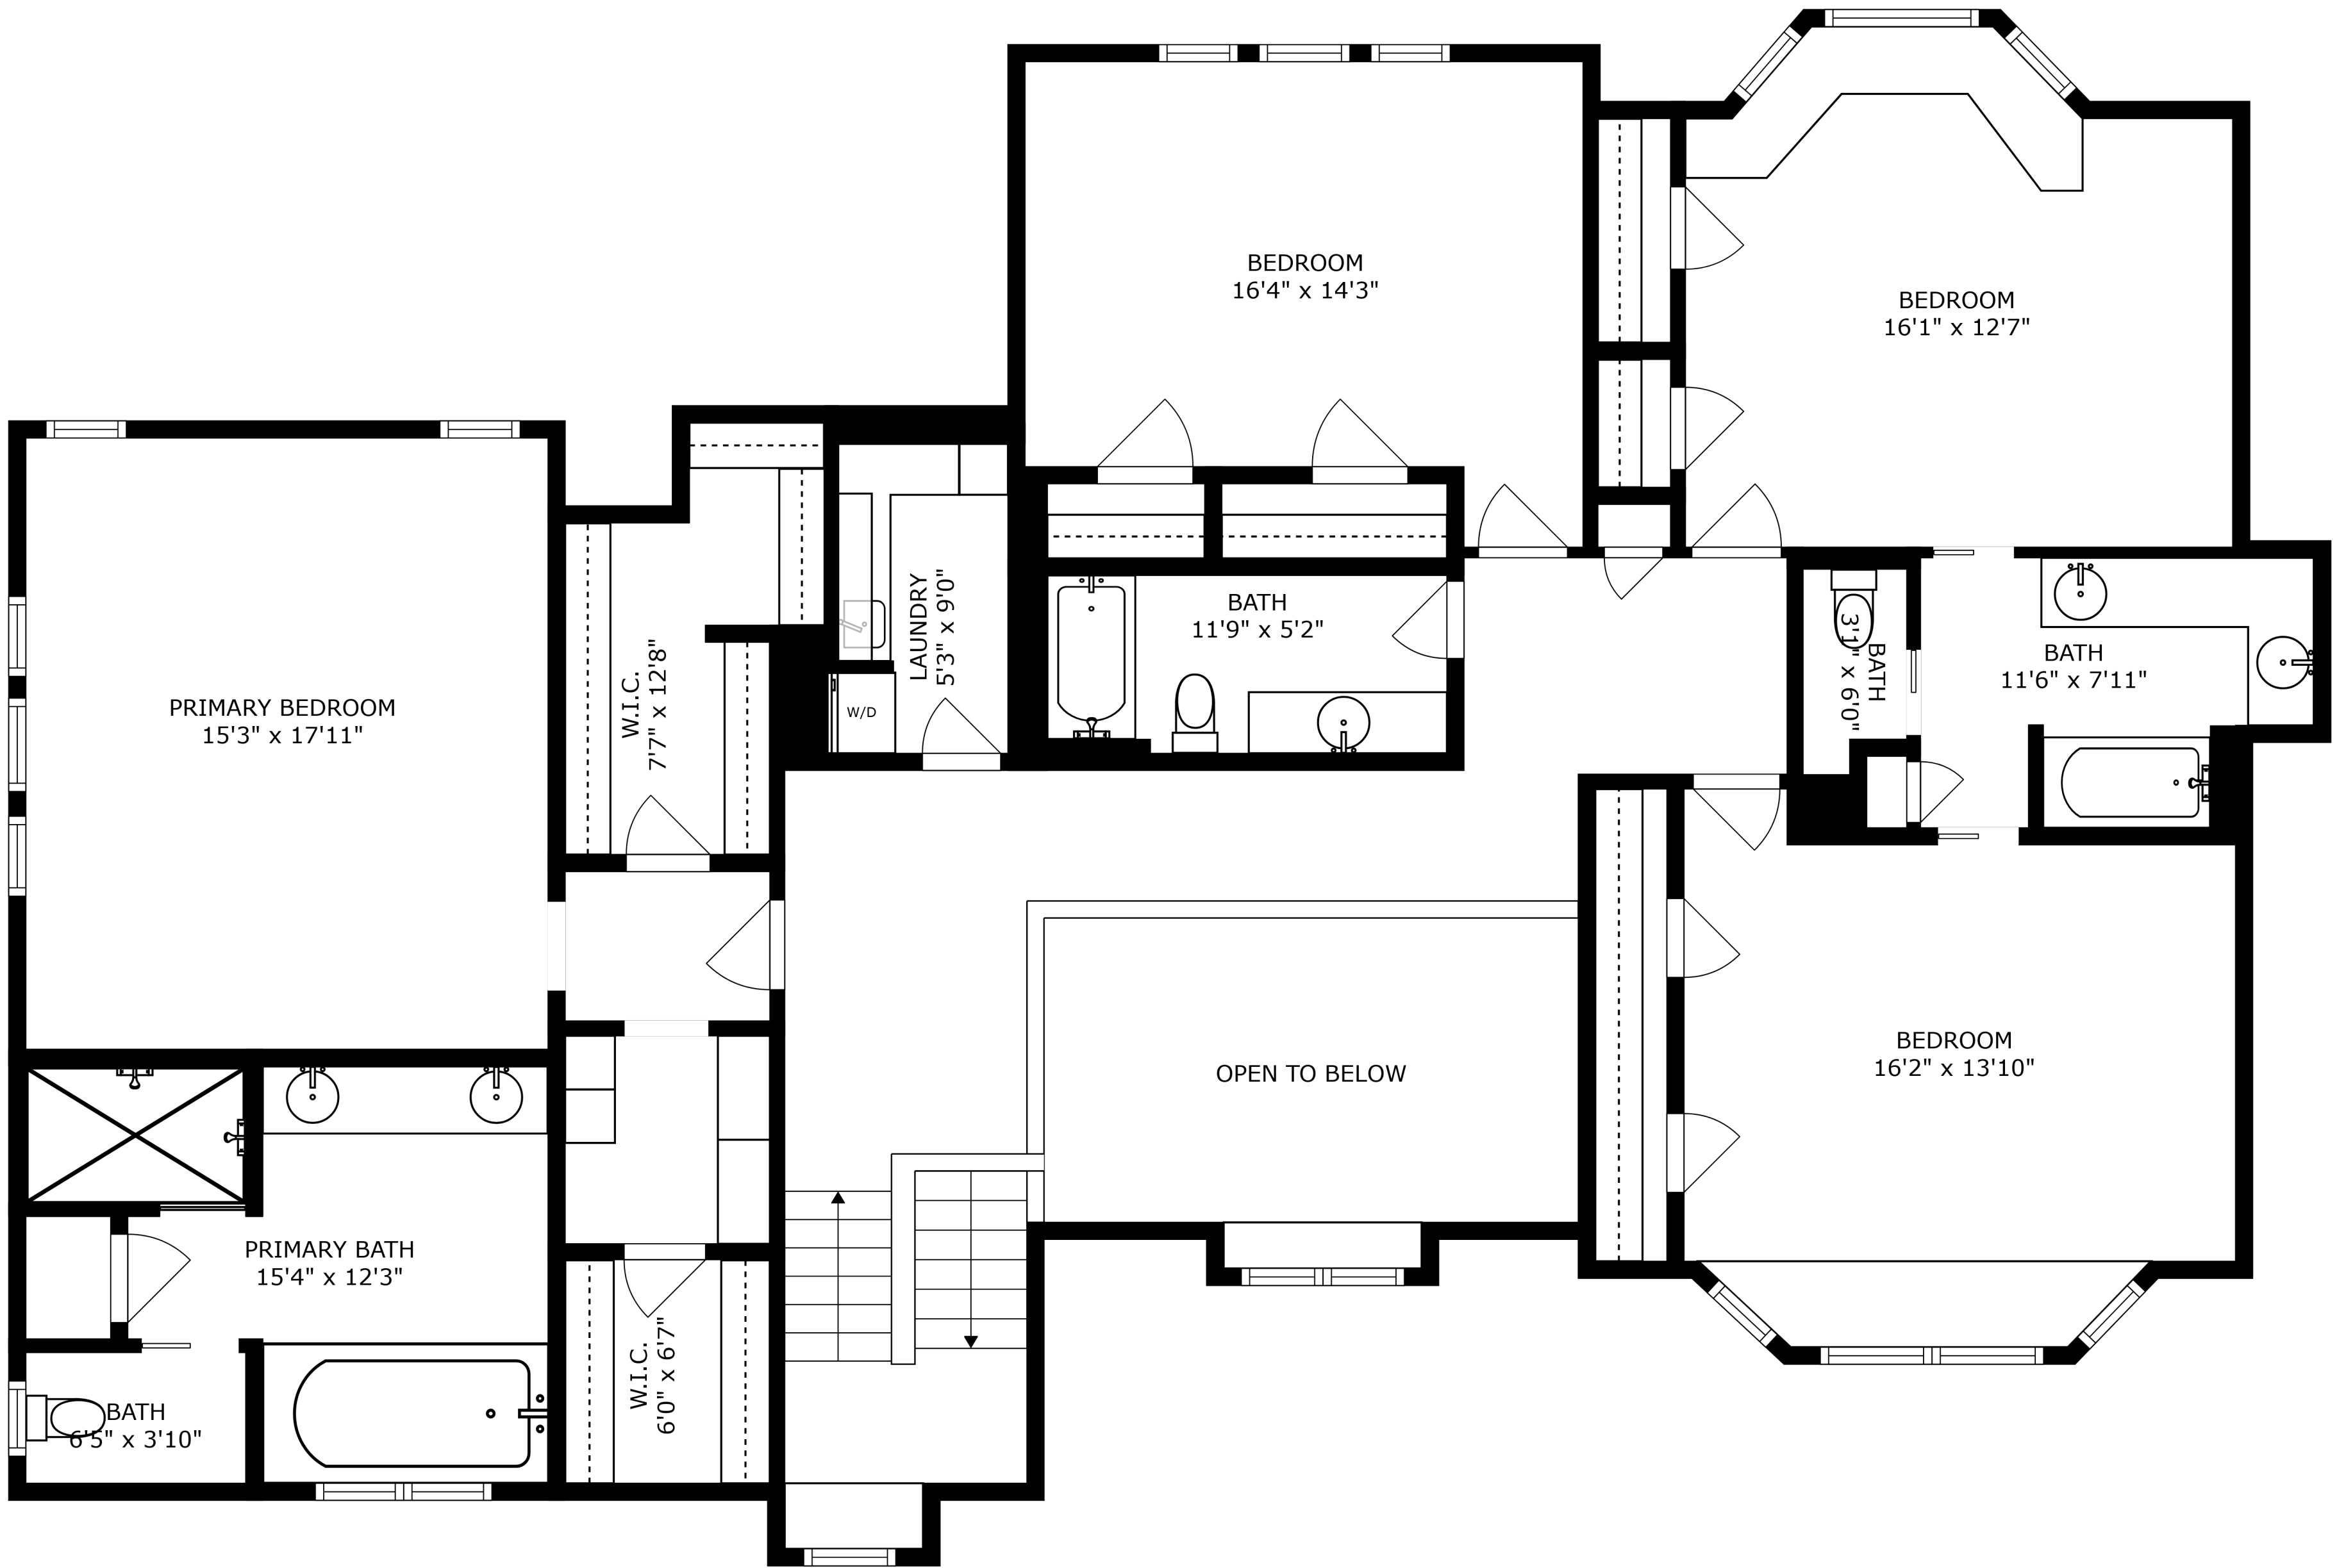 BEDROOM
16'4" x 14'3"
BEDROOM
16'1" x 12'7"
PRIMARY BEDROOM
15'3" x 17'11"
W.I.C.
7'7" x 12'8"
LAUNDRY
5'3" x 9'0"
W/D
BATH
11'9" x 5'2"
BATH
3'1" x 6'0"
BATH
11'6" x 7'11"
OPEN TO BELOW
BEDROOM
16'2" x 13'10"
PRIMARY BATH
15'4" x 12'3"
W.I.C.
6'0" x 6'7"
BATH
6'5" x 3'10"